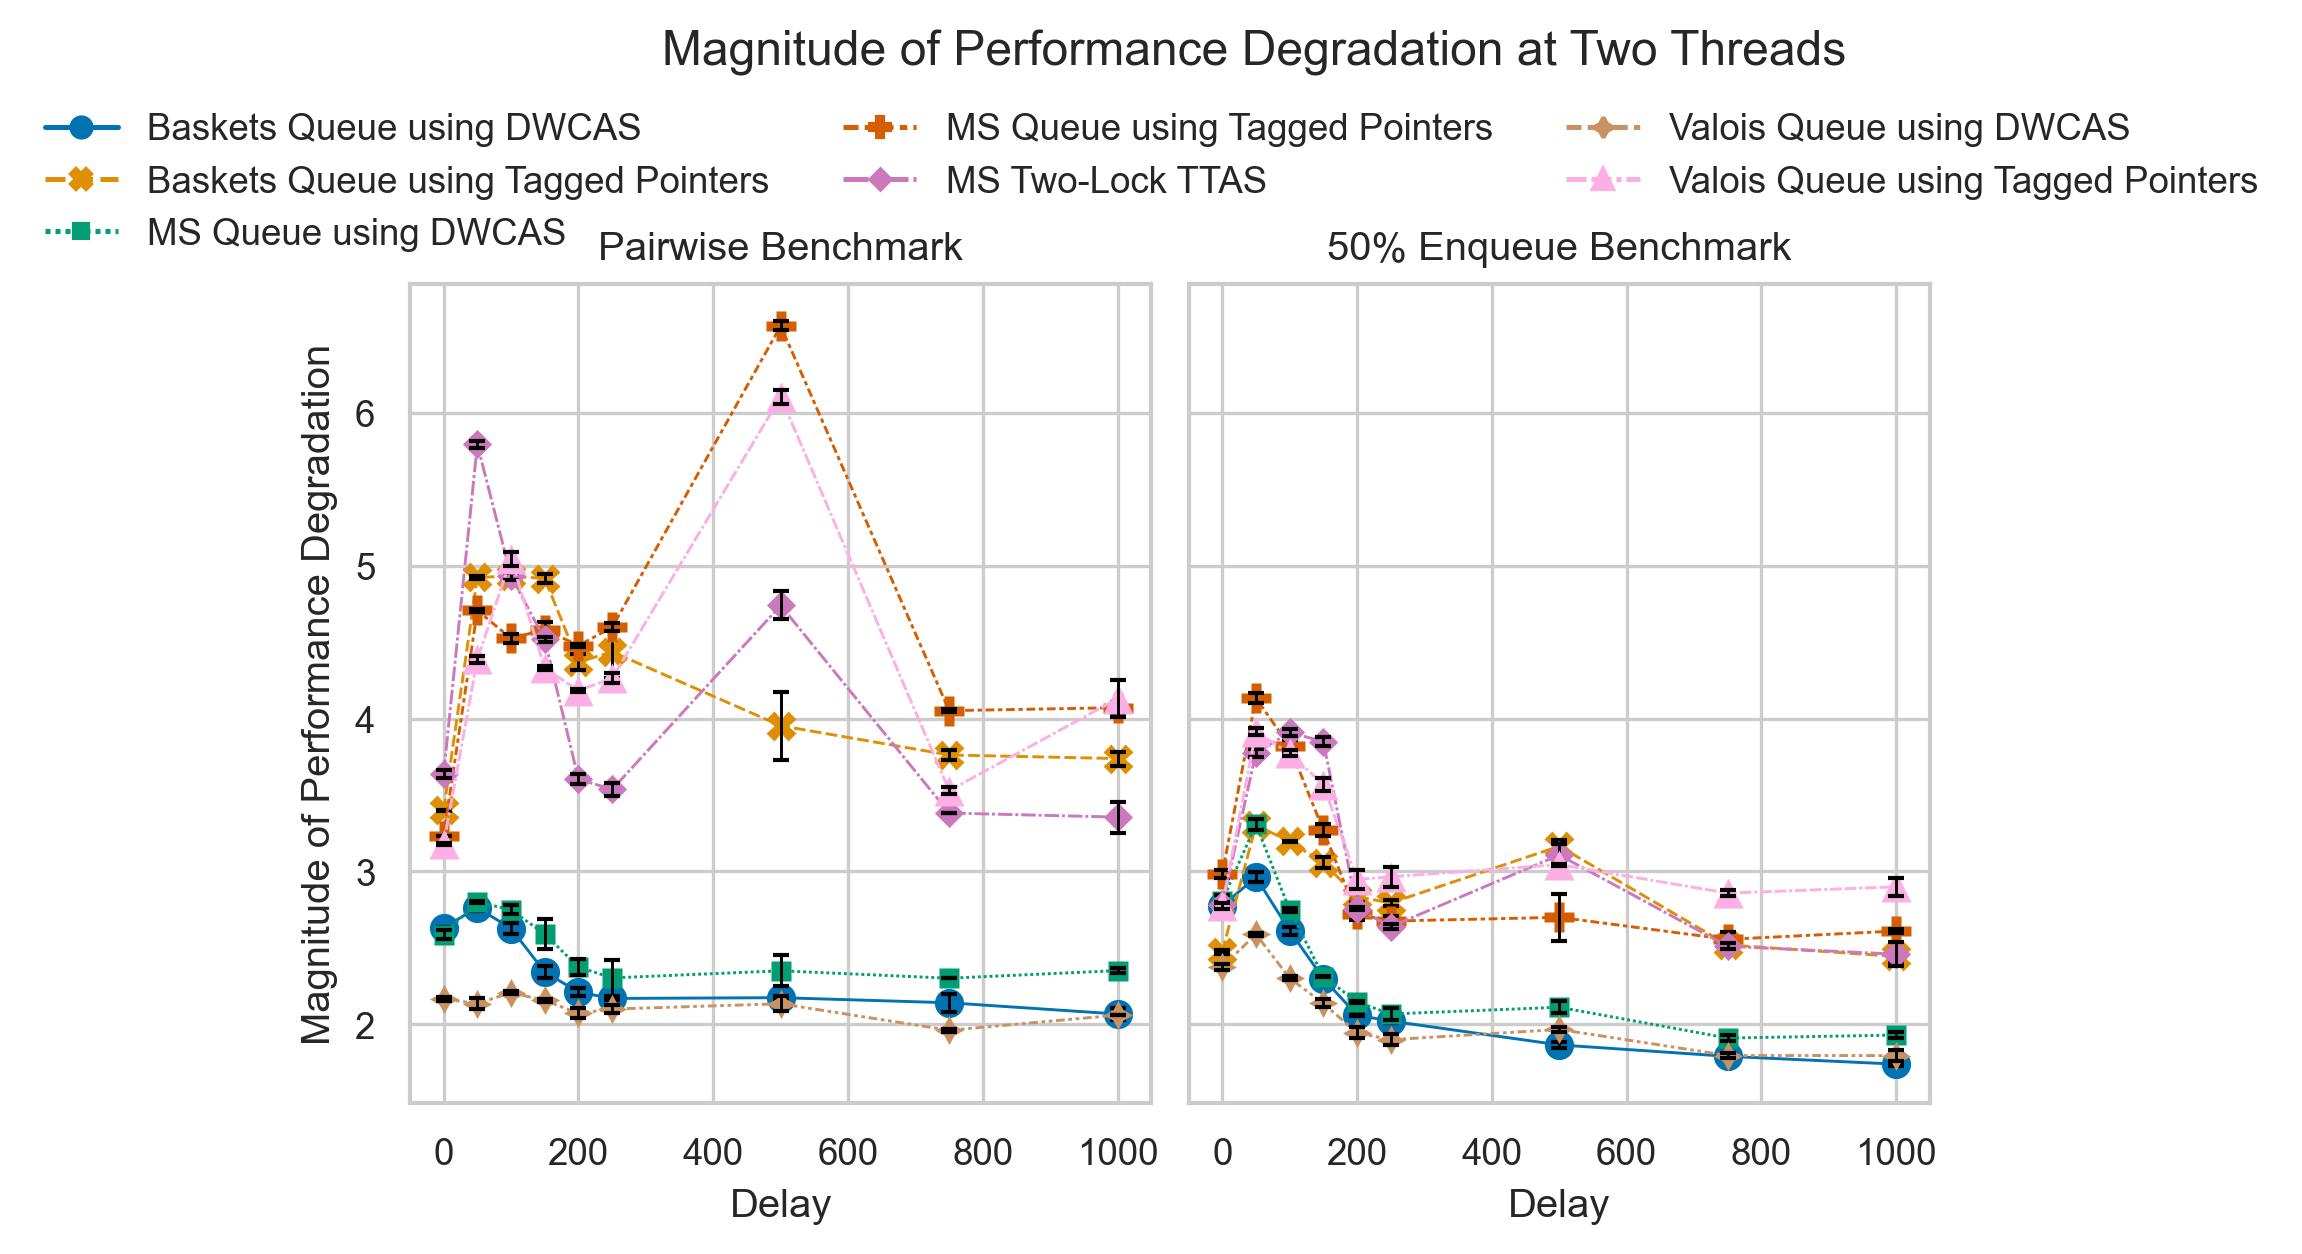 Magnitude of Performance Degradation at Two Threads
Baskets Queue using DWCAS
Baskets Queue using Tagged Pointers
MS Queue using DWCAS
MS Queue using Tagged Pointers
MS Two-Lock TTAS
Valois Queue using DWCAS
Valois Queue using Tagged Pointers
Pairwise Benchmark
Magnitude of Performance Degradation
6
5
4
3
2
0 200 400 600 800 1000
Delay
50% Enqueue Benchmark
0 200 400 600 800 1000
Delay